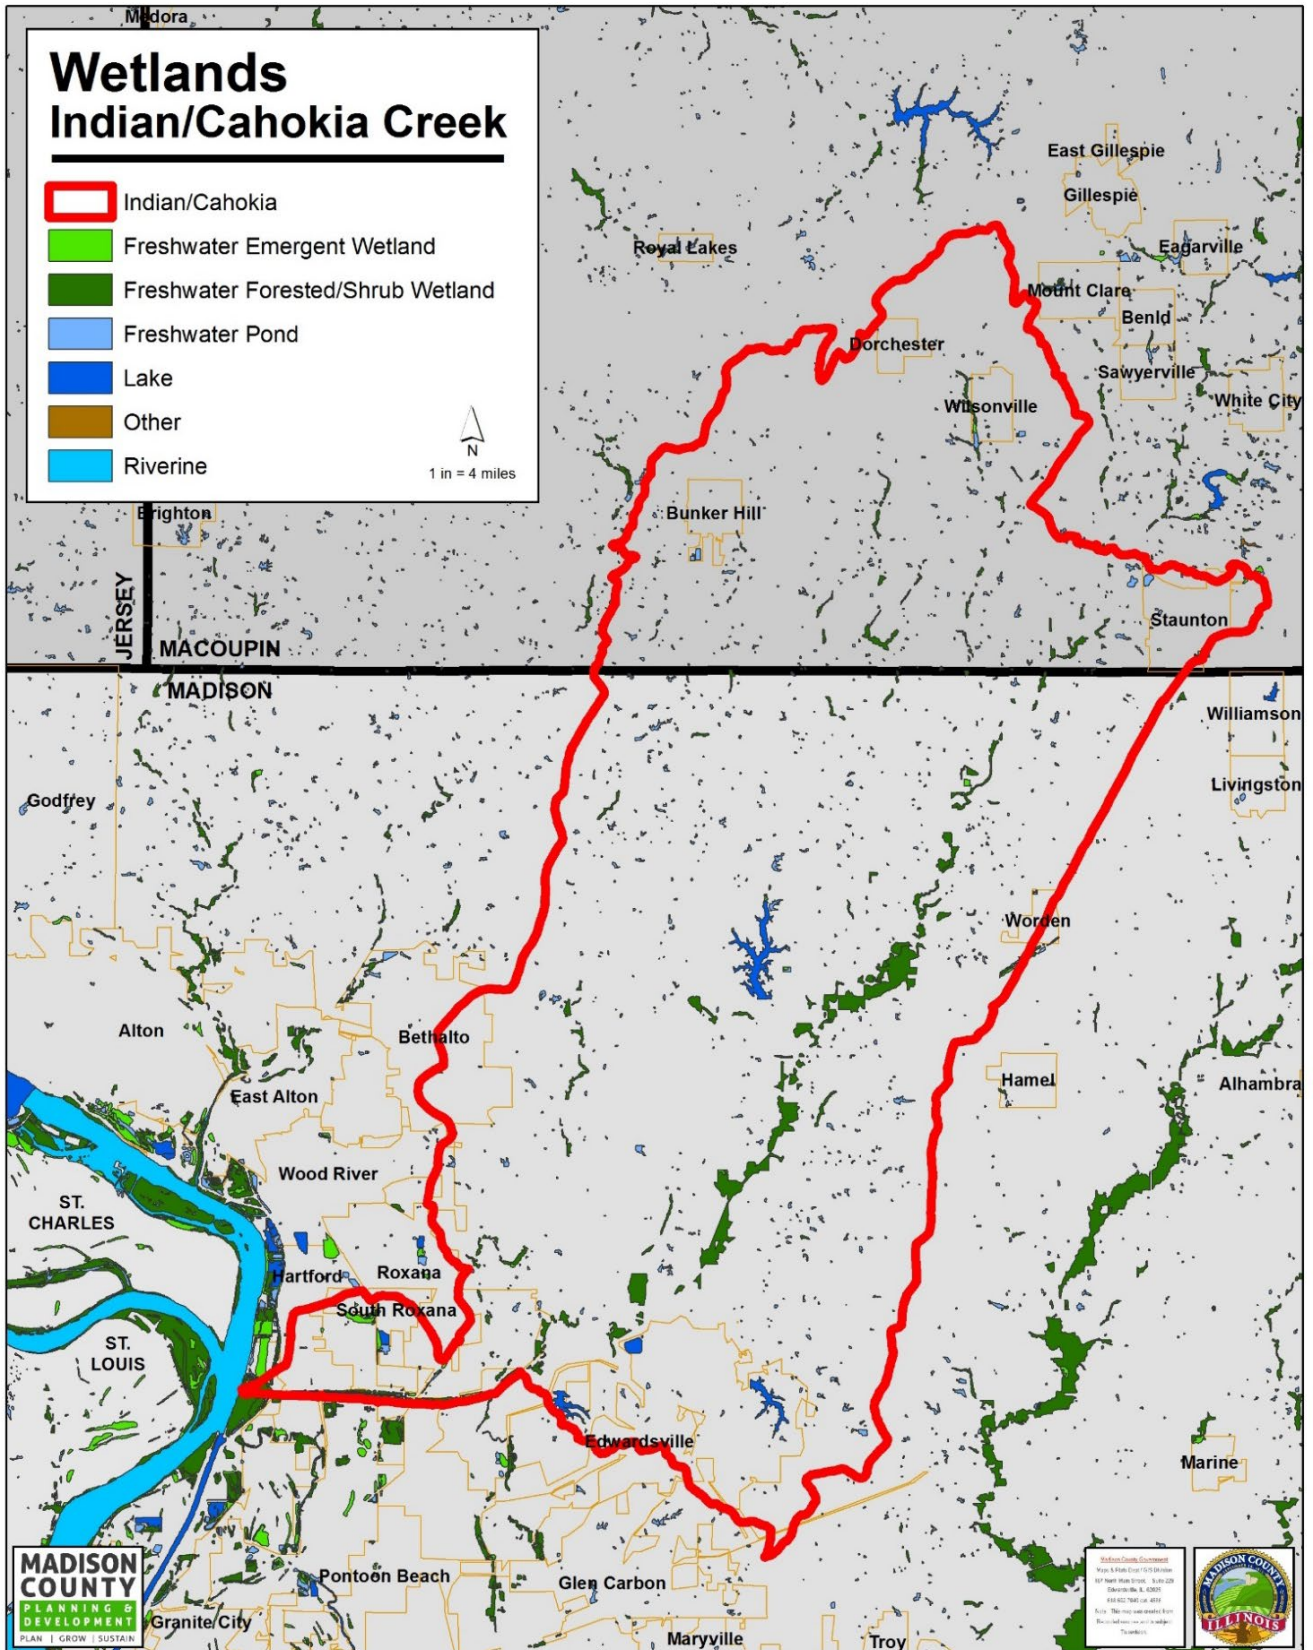 Medora
Wetlands
Indian/Cahokia Creek
Indian/Cahokia
Freshwater Emergent Wetland
Freshwater Forested/Shrub Wetland
Freshwater Pond
Lake
Other
Riverine
N
1 in = 4 miles
East Gillespie
Gillespie
Royal Lakes
Eagarville
Mount Clare
Benld
Dorchester
Sawyerville
Wilsonville
White City
Brighton
Bunker Hill
JERSEY
MACOUPIN
Staunton
MADISON
Williamson
Livingston
Godfrey
Worden
Alton
Bethalto
Hamel
Alhambra
East Alton
Wood River
ST.
CHARLES
Hartford
Roxana
South Roxana
ST.
LOUIS
Edwardsville
Marine
Pontoon Beach
Glen Carbon
Granite City
Maryville
Troy
MADISON
COUNTY
PLANNING &
DEVELOPMENT
PLAN | GROW | SUSTAIN
Madison County Government
MADISON COUNTY
ILLINOIS